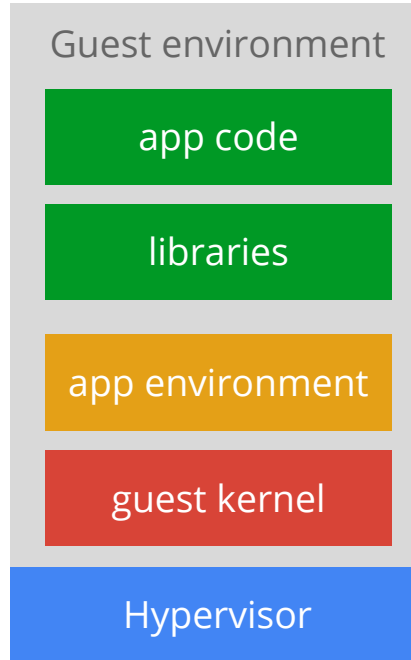 Guest environment
app code
libraries
app environment
guest kernel
Hypervisor